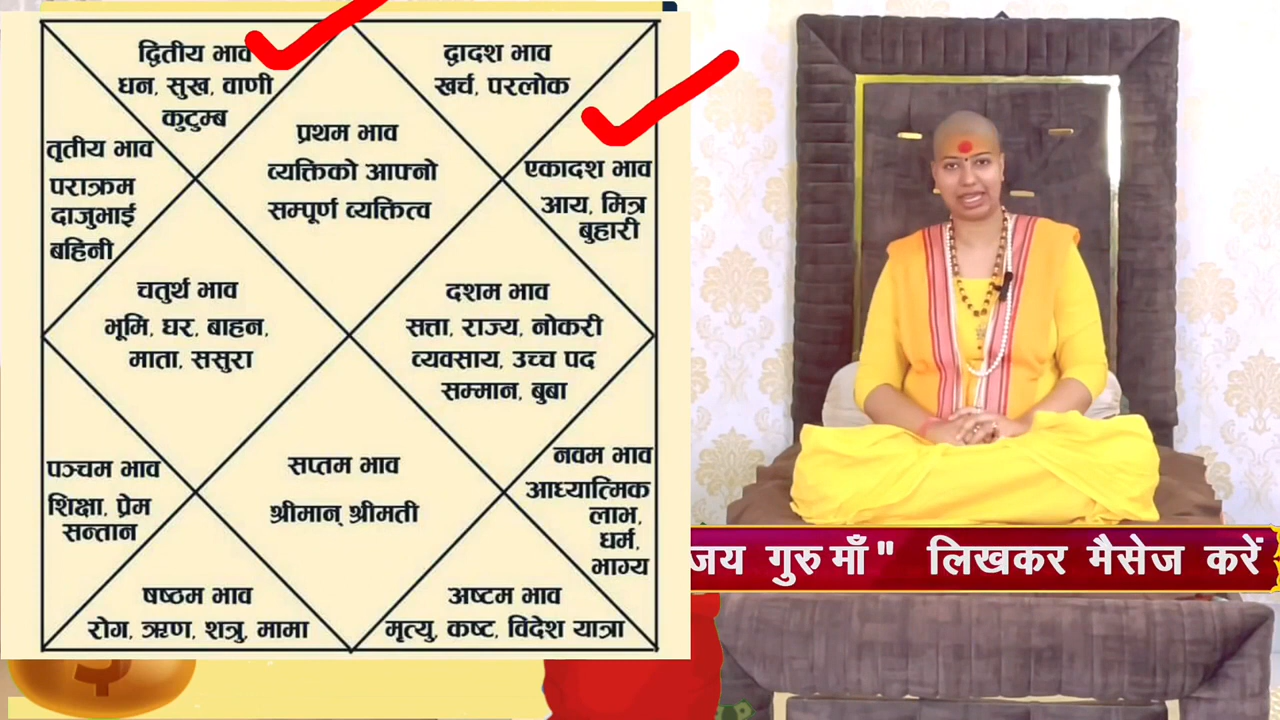 द्वितीय भाव
धन, सुख, वाणी
कुटुम्ब
द्वादश भाव
खर्च, परलोक
प्रथम भाव
व्यक्तिको आफ्नो
सम्पूर्ण व्यक्तित्व
तृतीय भाव
पराक्रम
दाजुभाई
बहिनी
एकादश भाव
आय, मित्र
बुहारी
चतुर्थ भाव
भूमि, घर, बाहन,
माता, ससुरा
दशम भाव
सत्ता, राज्य, नोकरी
व्यवसाय, उच्च पद
सम्मान, बुबा
पञ्चम भाव
शिक्षा, प्रेम
सन्तान
सप्तम भाव
श्रीमान् श्रीमती
नवम भाव
आध्यात्मिक
लाभ,
धर्म,
भाग्य
षष्ठम भाव
रोग, ऋण, शत्रु, मामा
अष्टम भाव
मृत्यु, कष्ट, विदेश यात्रा
जय गुरु माँ" लिखकर मैसेज करें